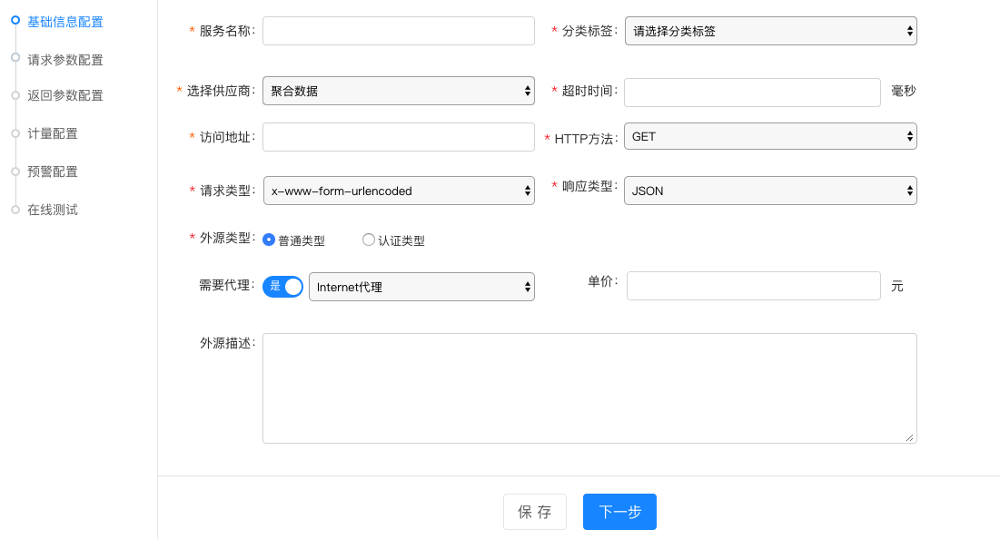 基础信息配置
请求参数配置
返回参数配置
计量配置
预警配置
在线测试
* 服务名称:
* 分类标签: 请选择分类标签
* 选择供应商: 聚合数据
* 超时时间: 毫秒
* 访问地址:
* HTTP方法: GET
* 请求类型: x-www-form-urlencoded
* 响应类型: JSON
* 外源类型: 普通类型 认证类型
需要代理: 是 Internet代理
单价: 元
外源描述:
保 存 下一步